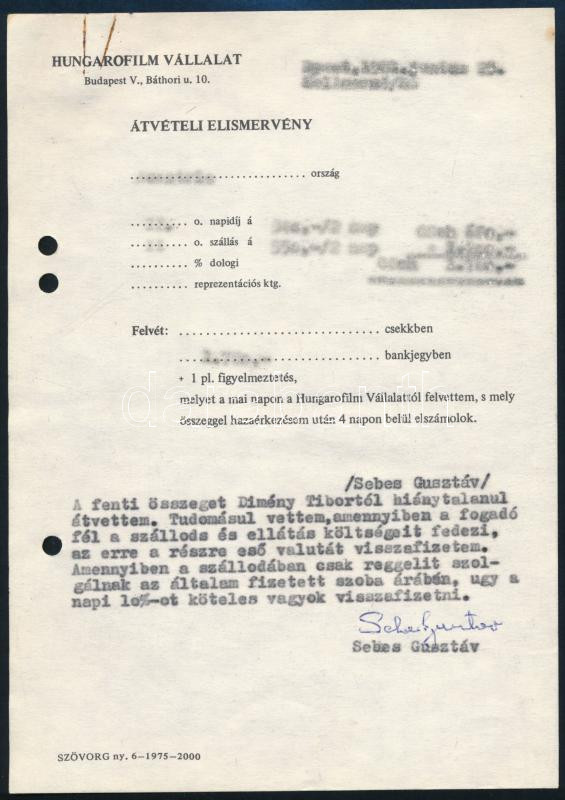 HUNGAROFILM VÁLLALAT
Budapest V., Báthori u. 10.
ÁTVÉTELI ELISMERVÉNY
ország
o. napidíj á
o. szállás á
% dologi
reprezentációs ktg.
Felvét: csekkben
bankjegyben
+ 1 pl. figyelmeztetés,
melyet a mai napon a Hungarofilm Vállalattól felvettem, s mely
összeggel hazaérkezésem után 4 napon belül elszámolok.
/Sebes Gusztáv/
A fenti összeget Dimény Tibortól hiánytalanul
átvettem. Tudomásul vettem,amennyiben a fogadó
fél a szállods és ellátás költségeit fedezi,
az erre a részre eső valutát visszafizetem.
Amennyiben a szállodában csak reggelit szol-
gálnak az általam fizetett szoba árában, ugy a
napi lo%-ot köteles vagyok visszafizetni.
Sebes Gusztáv
SZÖVORG ny. 6–1975–2000